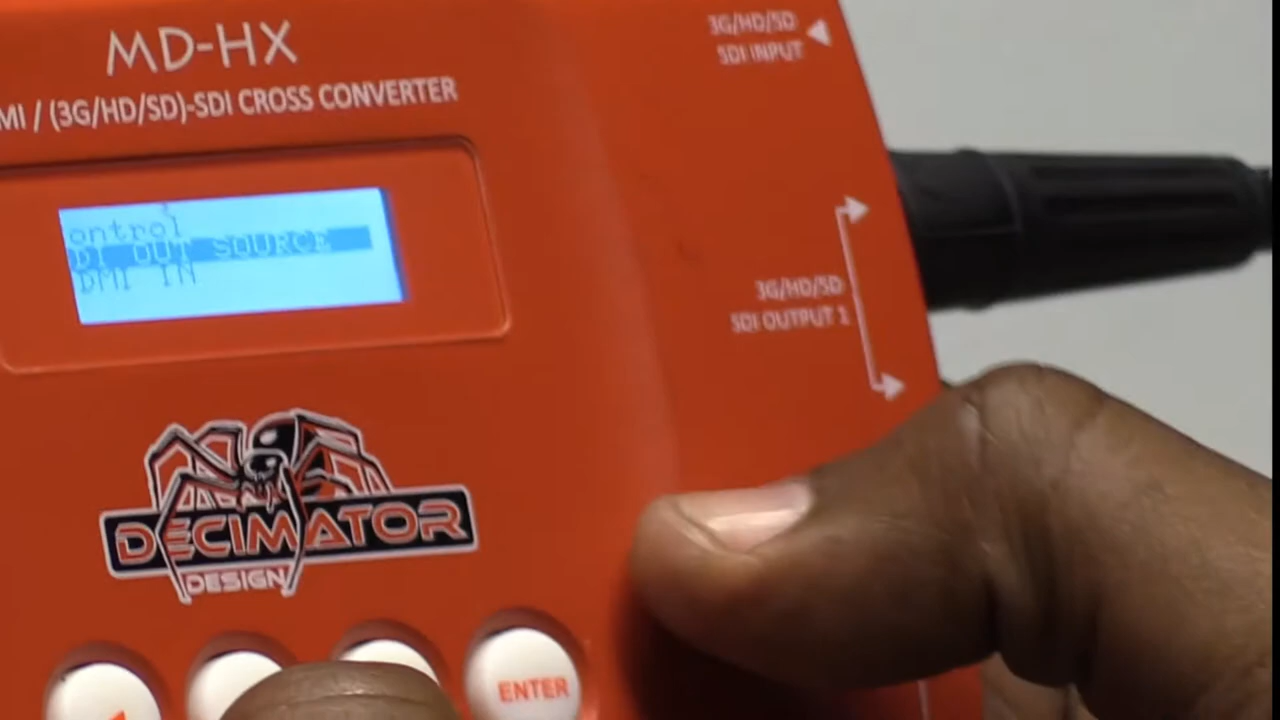 MD-HX
MI / (3G/HD/SD)-SDI CROSS CONVERTER
3G/HD/SD
SDI INPUT
ontrol
DI OUT SOURCE
DMI IN
3G/HD/SD
SDI OUTPUT 1
DECIMATOR
DESIGN
ENTER